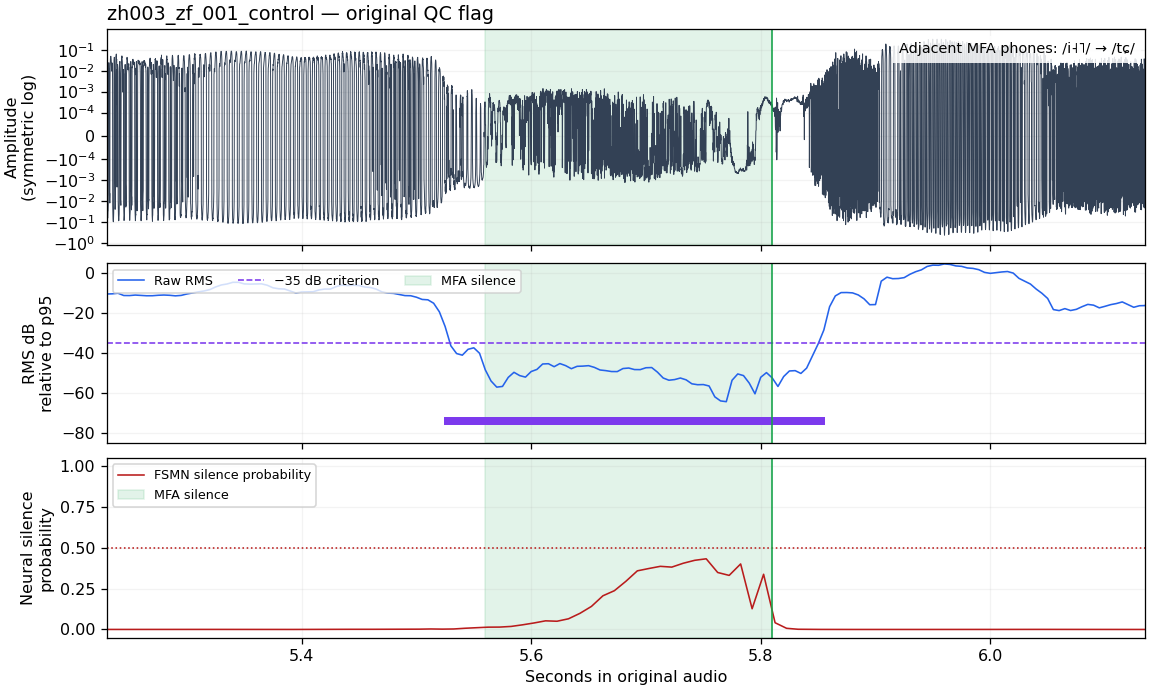 zh003_zf_001_control — original QC flag
Adjacent MFA phones: /i˧˥/ → /tɕ/
Amplitude
(symmetric log)
10⁻¹
10⁻²
10⁻³
10⁻⁴
0
−10⁻⁴
−10⁻³
−10⁻²
−10⁻¹
−10⁰
Raw RMS
−35 dB criterion
MFA silence
RMS dB
relative to p95
0
−20
−40
−60
−80
FSMN silence probability
MFA silence
Neural silence
probability
1.00
0.75
0.50
0.25
0.00
5.4
5.6
5.8
6.0
Seconds in original audio